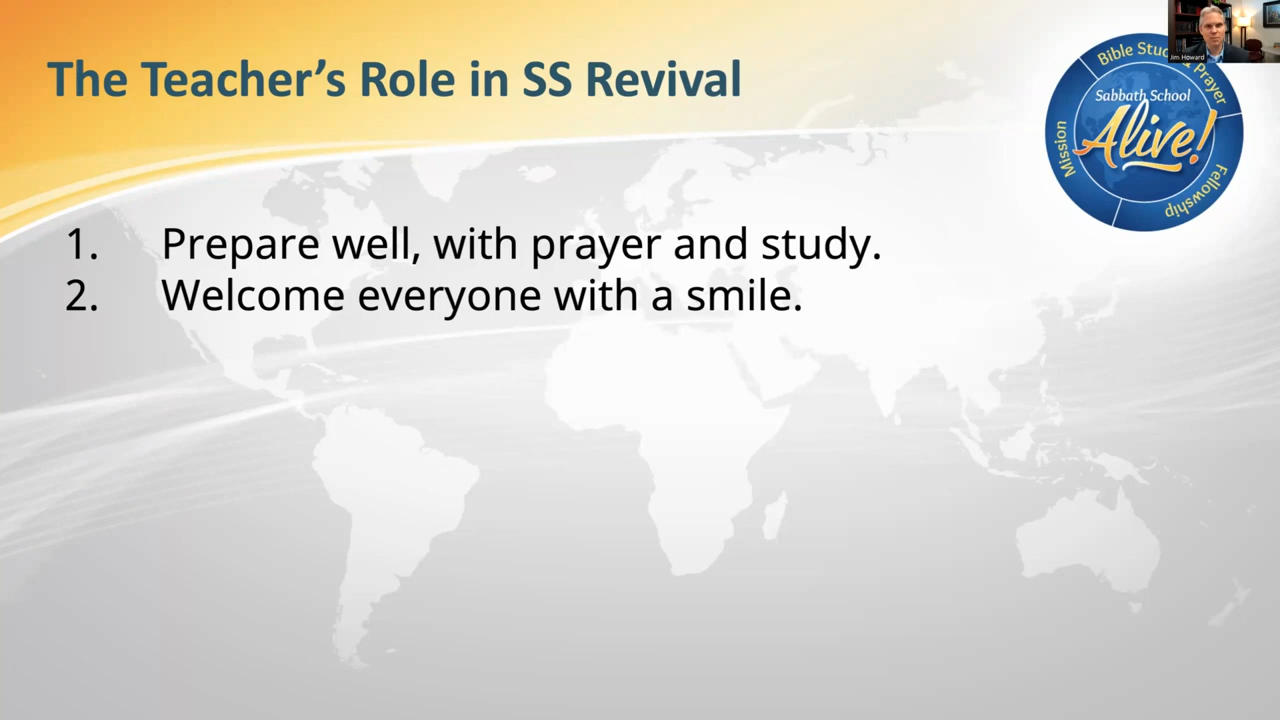 The Teacher’s Role in SS Revival
1. Prepare well, with prayer and study.
2. Welcome everyone with a smile.
Sabbath School
Alive!
Prayer
Fellowship
Mission
Bible
Jim Howard